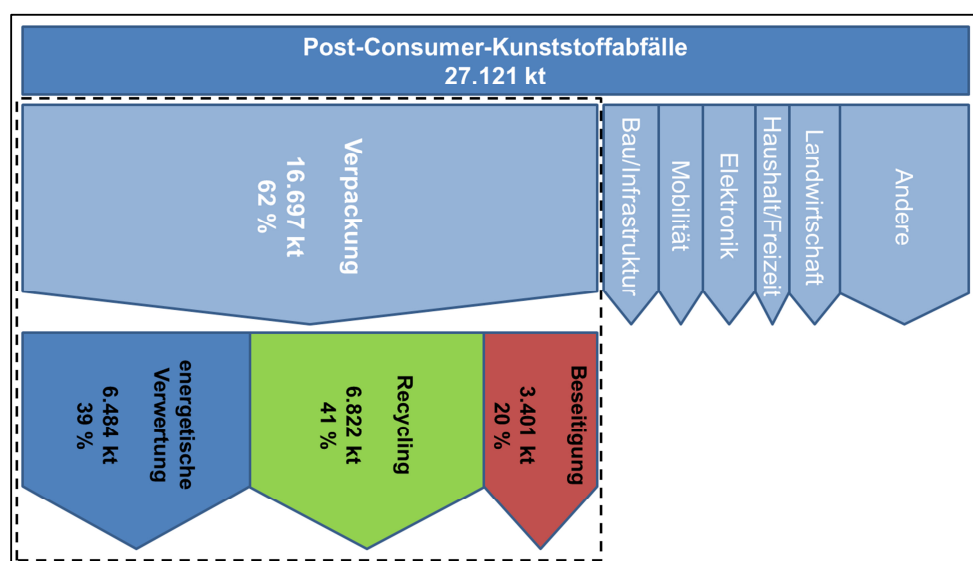 Post-Consumer-Kunststoffabfälle
27.121 kt
Verpackung
16.697 kt
62 %
Bau/Infrastruktur
Mobilität
Elektronik
Haushalt/Freizeit
Landwirtschaft
Andere
energetische
Verwertung
6.484 kt
39 %
Recycling
6.822 kt
41 %
Beseitigung
3.401 kt
20 %